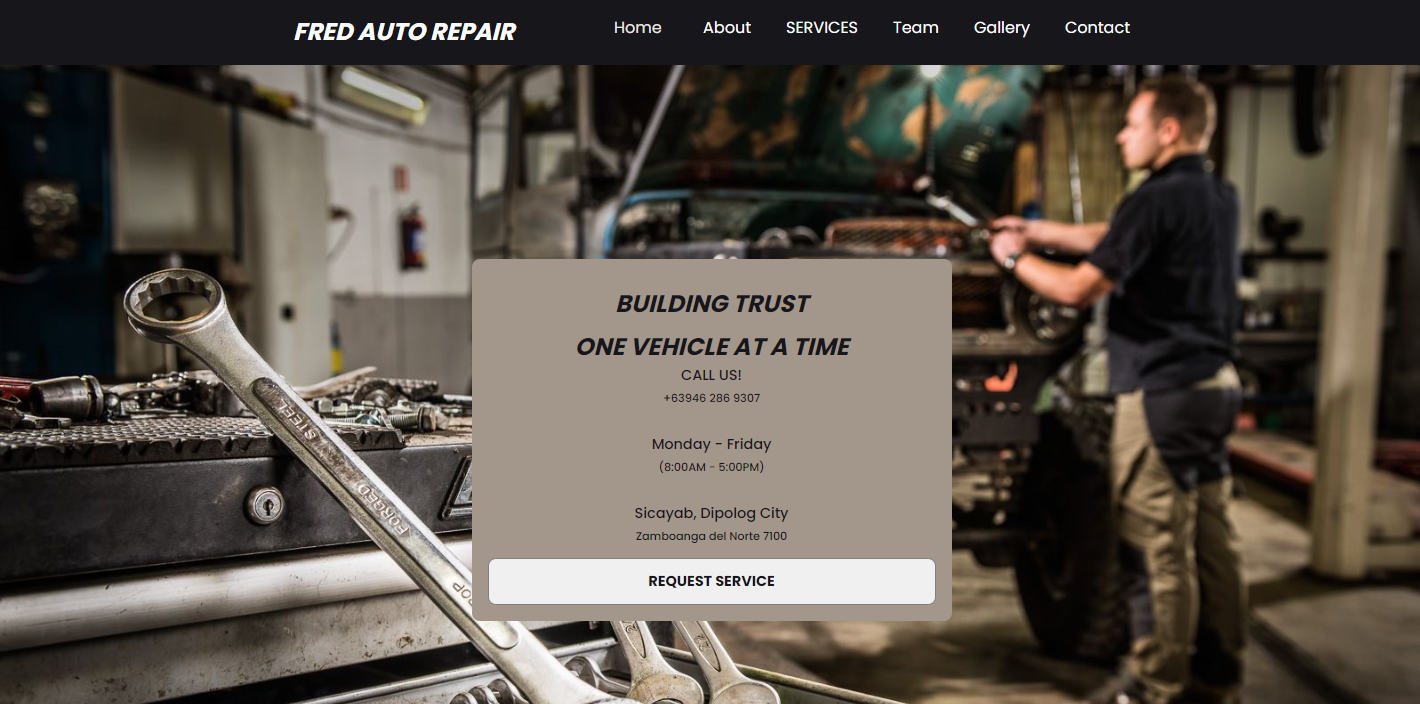 FRED AUTO REPAIR
Home About SERVICES Team Gallery Contact
BUILDING TRUST
ONE VEHICLE AT A TIME
CALL US!
+63946 286 9307
Monday - Friday
(8:00AM - 5:00PM)
Sicayab, Dipolog City
Zamboanga del Norte 7100
REQUEST SERVICE
STEEL
FORGED